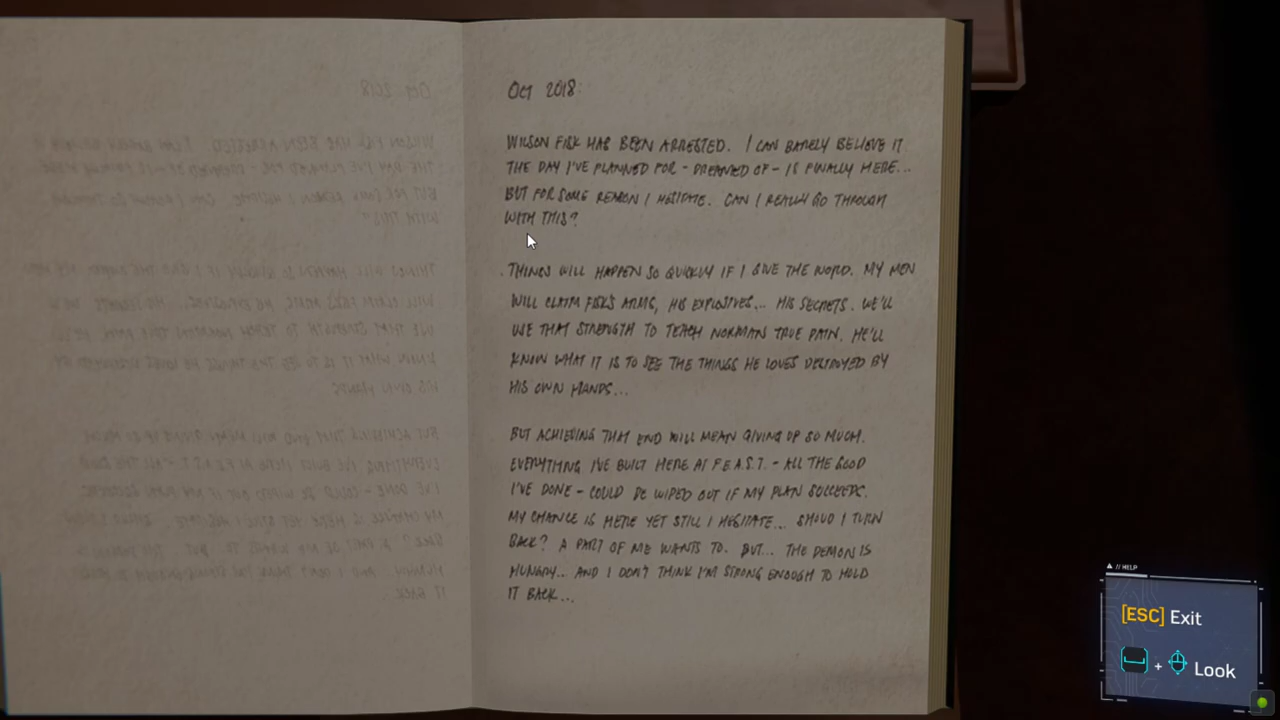 OCT 2018
WILSON FISK HAS BEEN ARRESTED. I CAN BARELY BELIEVE IT.
THE DAY I'VE PLANNED FOR - DREAMED OF - IS FINALLY HERE...
BUT FOR SOME REASON I HESITATE. CAN I REALLY GO THROUGH
WITH THIS?
THINGS WILL HAPPEN SO QUICKLY IF I GIVE THE WORD. MY MEN
WILL CLAIM FISK'S ARMS, HIS EXPLOSIVES... HIS SECRETS. WE'LL
USE THAT STRENGTH TO TEACH NORMAN TRUE PAIN. HE'LL
KNOW WHAT IT IS TO SEE THE THINGS HE LOVES DESTROYED BY
HIS OWN HANDS...
BUT ACHIEVING THAT END WILL MEAN GIVING UP SO MUCH.
EVERYTHING I'VE BUILT HERE AT F.E.A.S.T. - ALL THE GOOD
I'VE DONE - COULD BE WIPED OUT IF MY PLAN SUCCEEDS.
MY CHANCE IS HERE YET STILL I HESITATE... SHOULD I TURN
BACK? A PART OF ME WANTS TO. BUT... THE DEMON IS
HUNGRY... AND I DON'T THINK I'M STRONG ENOUGH TO HOLD
IT BACK...
// HELP
[ESC] Exit
+ Look